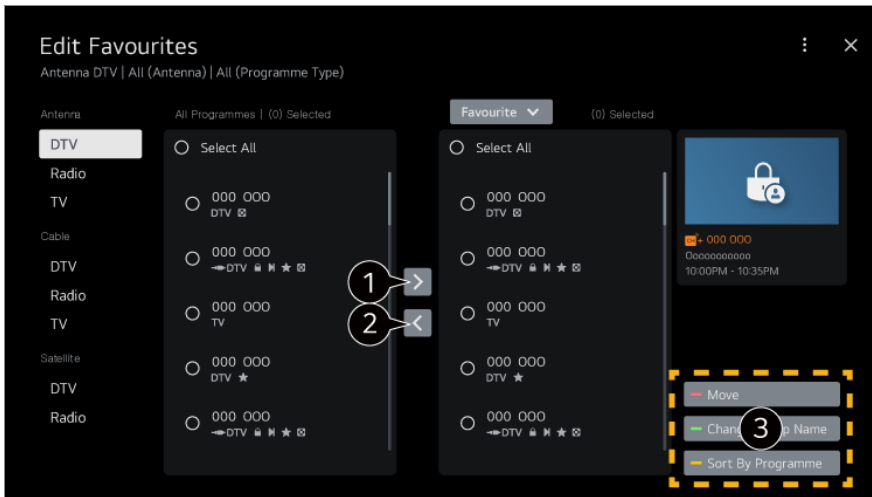 Edit Favourites
Antenna DTV | All (Antenna) | All (Programme Type)
Antenna
DTV
Radio
TV
Cable
DTV
Radio
TV
Satellite
DTV
Radio
All Programmes | (0) Selected
Select All
000 000
DTV
000 000
DTV
000 000
TV
000 000
DTV
000 000
DTV
1
2
Favourite
(0) Selected
Select All
000 000
DTV
000 000
DTV
000 000
TV
000 000
DTV
000 000
DTV
+ 000 000
Ooooooooooo
10:00PM - 10:35PM
Move
3
Name
Sort By Programme